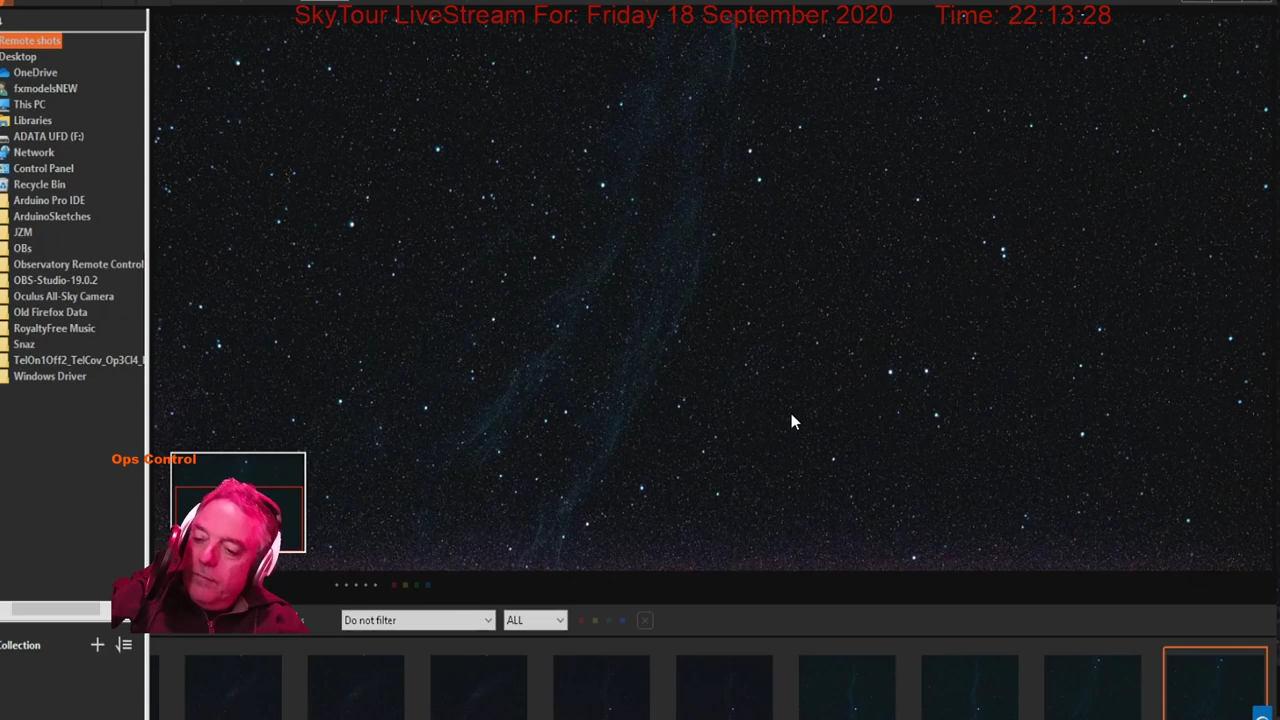 SkyTour LiveStream For: Friday 18 September 2020 Time: 22:13:28
Remote shots
Desktop
OneDrive
fxmodelsNEW
This PC
Libraries
ADATA UFD (F:)
Network
Control Panel
Recycle Bin
Arduino Pro IDE
ArduinoSketches
JZM
OBs
Observatory Remote Control
OBS-Studio-19.0.2
Oculus All-Sky Camera
Old Firefox Data
RoyaltyFree Music
Snaz
TelOn1Off2_TelCov_Op3Cl4_
Windows Driver
Ops Control
Do not filter
ALL
Collection